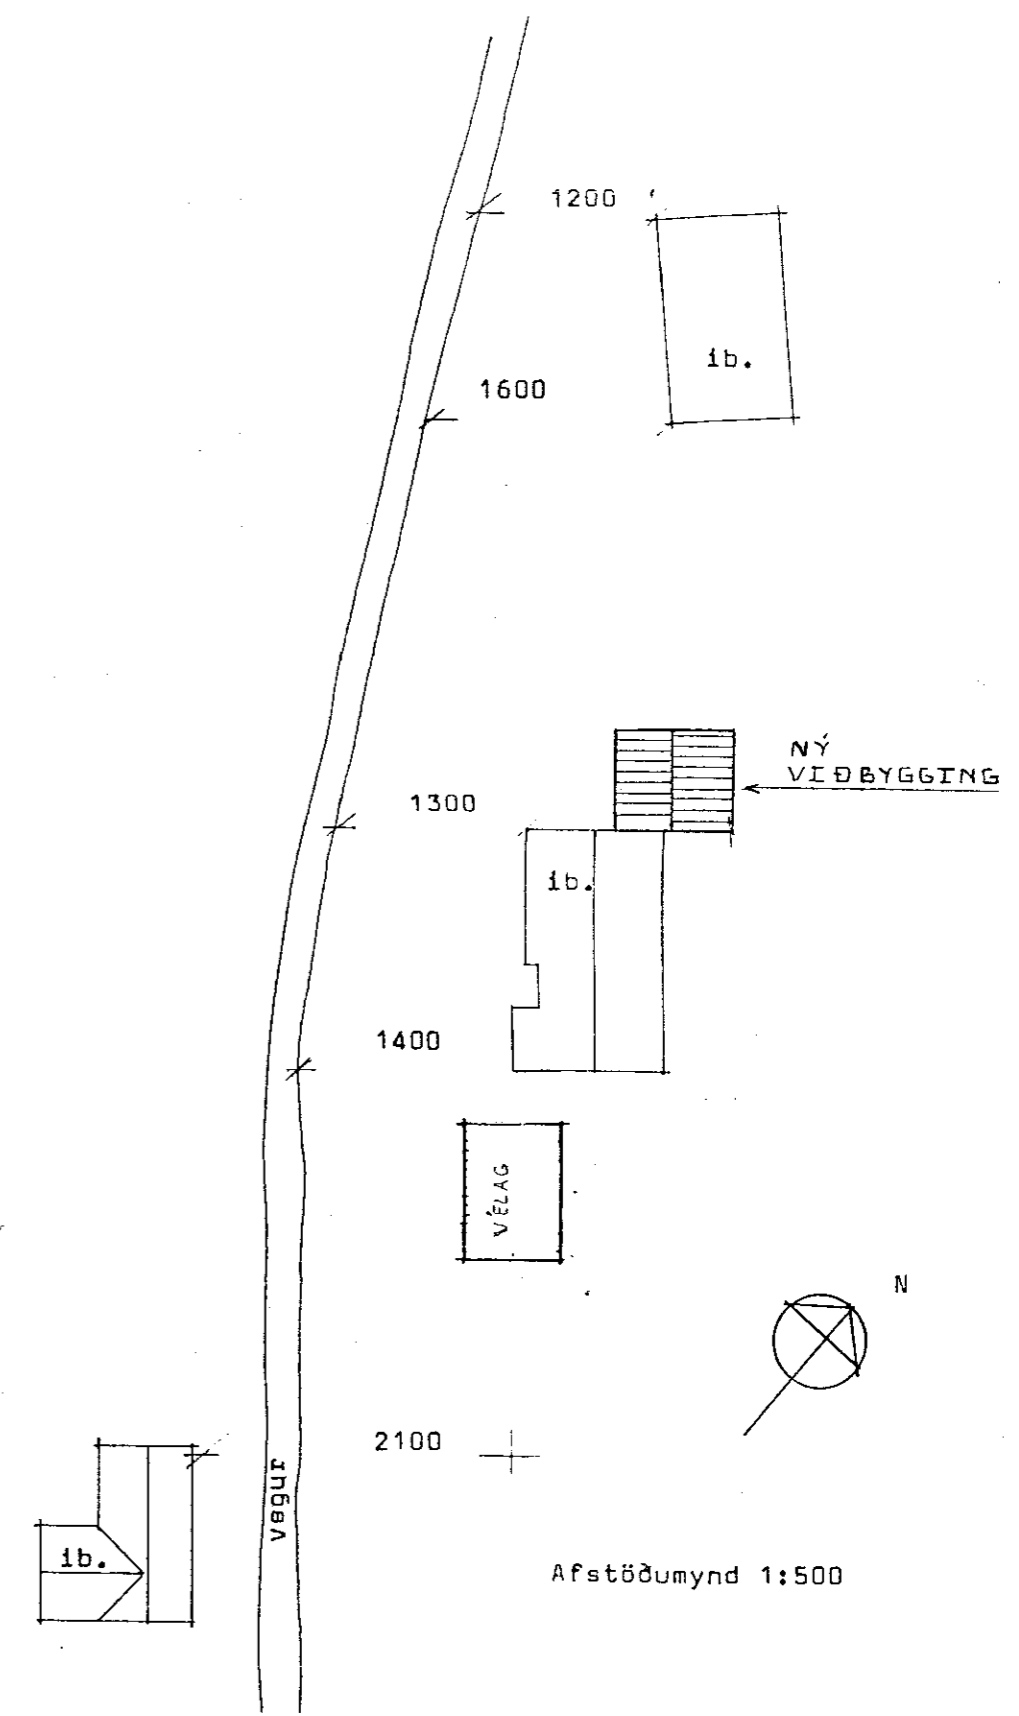 1200
ib.
1600
NÝ
VIÐBYGGING
1300
ib.
1400
VÉLAG
N
2100
Vegur
ib.
Afstöðumynd 1:500